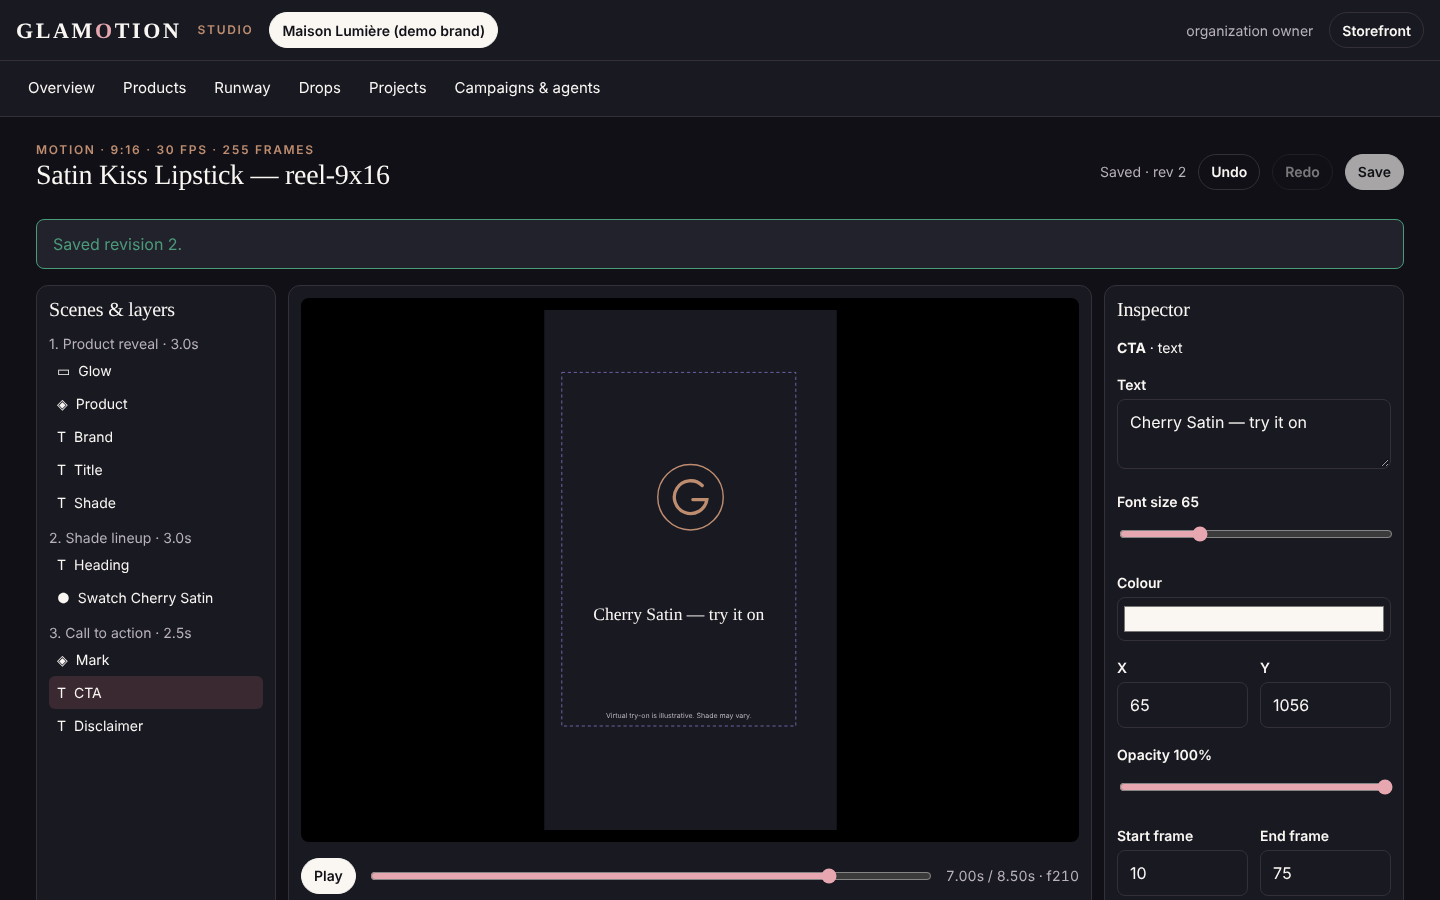 GLAMOTION STUDIO Maison Lumière (demo brand) organization owner Storefront
Overview Products Runway Drops Projects Campaigns & agents
MOTION · 9:16 · 30 FPS · 255 FRAMES
Satin Kiss Lipstick — reel-9x16
Saved · rev 2 Undo Redo Save
Saved revision 2.
Scenes & layers
1. Product reveal · 3.0s
Glow
Product
T Brand
T Title
T Shade
2. Shade lineup · 3.0s
T Heading
Swatch Cherry Satin
3. Call to action · 2.5s
Mark
T CTA
T Disclaimer
G
Cherry Satin — try it on
Virtual try-on is illustrative. Shade may vary.
Play 7.00s / 8.50s · f210
Inspector
CTA · text
Text
Cherry Satin — try it on
Font size 65
Colour
X Y
65 1056
Opacity 100%
Start frame End frame
10 75